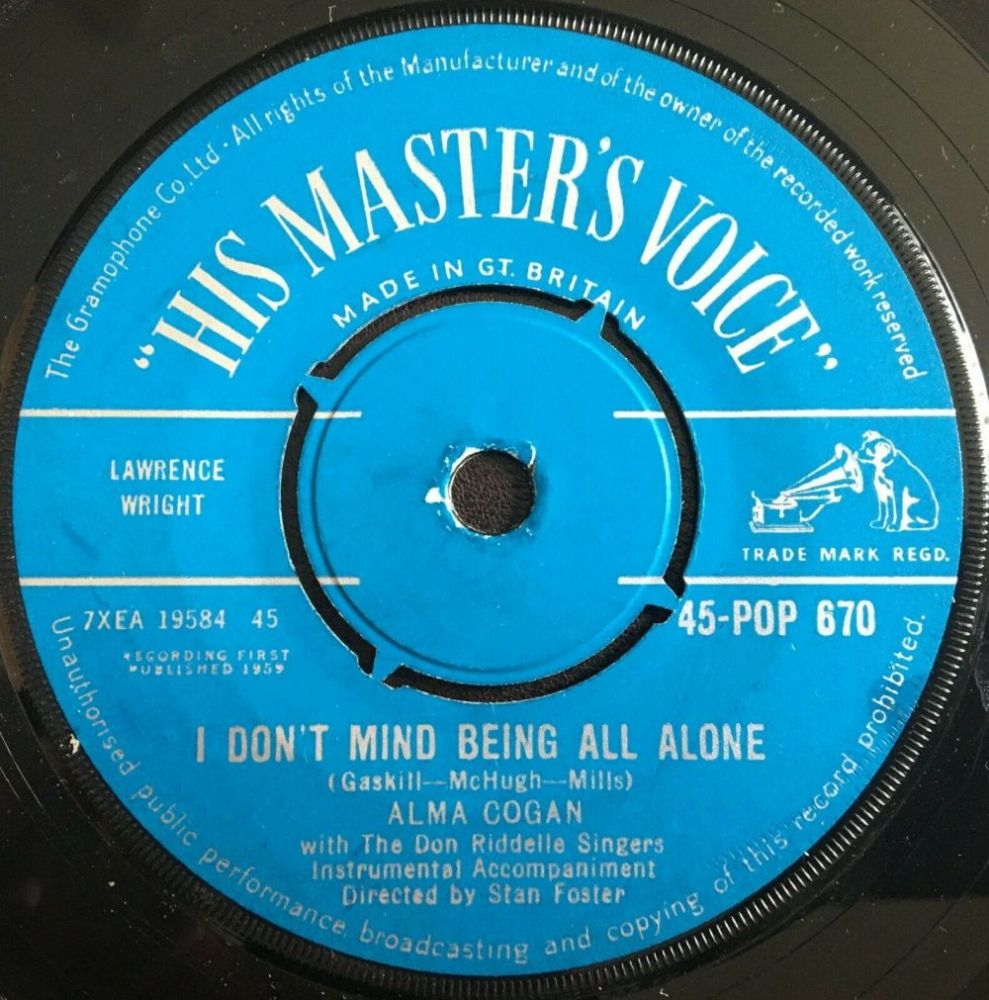 The Gramophone Co. Ltd · All rights of the Manufacturer and of the owner of the recorded work reserved
"HIS MASTER'S VOICE"
MADE IN GT. BRITAIN
LAWRENCE
WRIGHT
TRADE MARK REGD.
7XEA 19584 45
45-POP 670
RECORDING FIRST
PUBLISHED 1959
I DON'T MIND BEING ALL ALONE
(Gaskill—McHugh—Mills)
ALMA COGAN
with The Don Riddelle Singers
Instrumental Accompaniment
Directed by Stan Foster
Unauthorised public performance broadcasting and copying of this record prohibited.